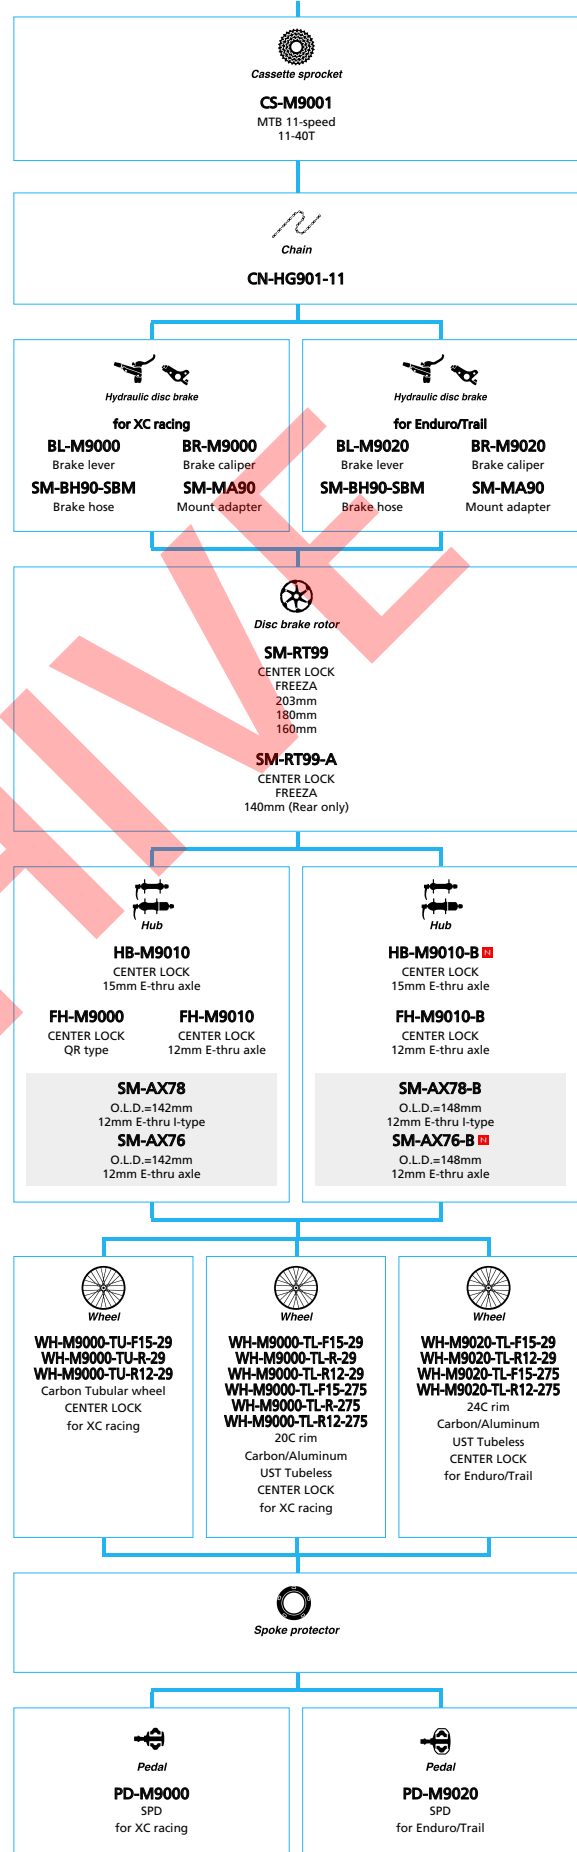 Cassette sprocket
CS-M9001
MTB 11-speed
11-40T
Chain
CN-HG901-11
Hydraulic disc brake
for XC racing
BL-M9000 BR-M9000
Brake lever Brake caliper
SM-BH90-SBM SM-MA90
Brake hose Mount adapter
Hydraulic disc brake
for Enduro/Trail
BL-M9020 BR-M9020
Brake lever Brake caliper
SM-BH90-SBM SM-MA90
Brake hose Mount adapter
Disc brake rotor
SM-RT99
CENTER LOCK
FREEZA
203mm
180mm
160mm
SM-RT99-A
CENTER LOCK
FREEZA
140mm (Rear only)
Hub
HB-M9010
CENTER LOCK
15mm E-thru axle
FH-M9000 FH-M9010
CENTER LOCK CENTER LOCK
QR type 12mm E-thru axle
SM-AX78
O.L.D.=142mm
12mm E-thru I-type
SM-AX76
O.L.D.=142mm
12mm E-thru axle
Hub
HB-M9010-B N
CENTER LOCK
15mm E-thru axle
FH-M9010-B
CENTER LOCK
12mm E-thru axle
SM-AX78-B
O.L.D.=148mm
12mm E-thru I-type
SM-AX76-B N
O.L.D.=148mm
12mm E-thru axle
Wheel
WH-M9000-TU-F15-29
WH-M9000-TU-R-29
WH-M9000-TU-R12-29
Carbon Tubular wheel
CENTER LOCK
for XC racing
Wheel
WH-M9000-TL-F15-29
WH-M9000-TL-R-29
WH-M9000-TL-R12-29
WH-M9000-TL-F15-275
WH-M9000-TL-R-275
WH-M9000-TL-R12-275
20C rim
Carbon/Aluminum
UST Tubeless
CENTER LOCK
for XC racing
Wheel
WH-M9020-TL-F15-29
WH-M9020-TL-R12-29
WH-M9020-TL-F15-275
WH-M9020-TL-R12-275
24C rim
Carbon/Aluminum
UST Tubeless
CENTER LOCK
for Enduro/Trail
Spoke protector
Pedal
PD-M9000
SPD
for XC racing
Pedal
PD-M9020
SPD
for Enduro/Trail
HIVE